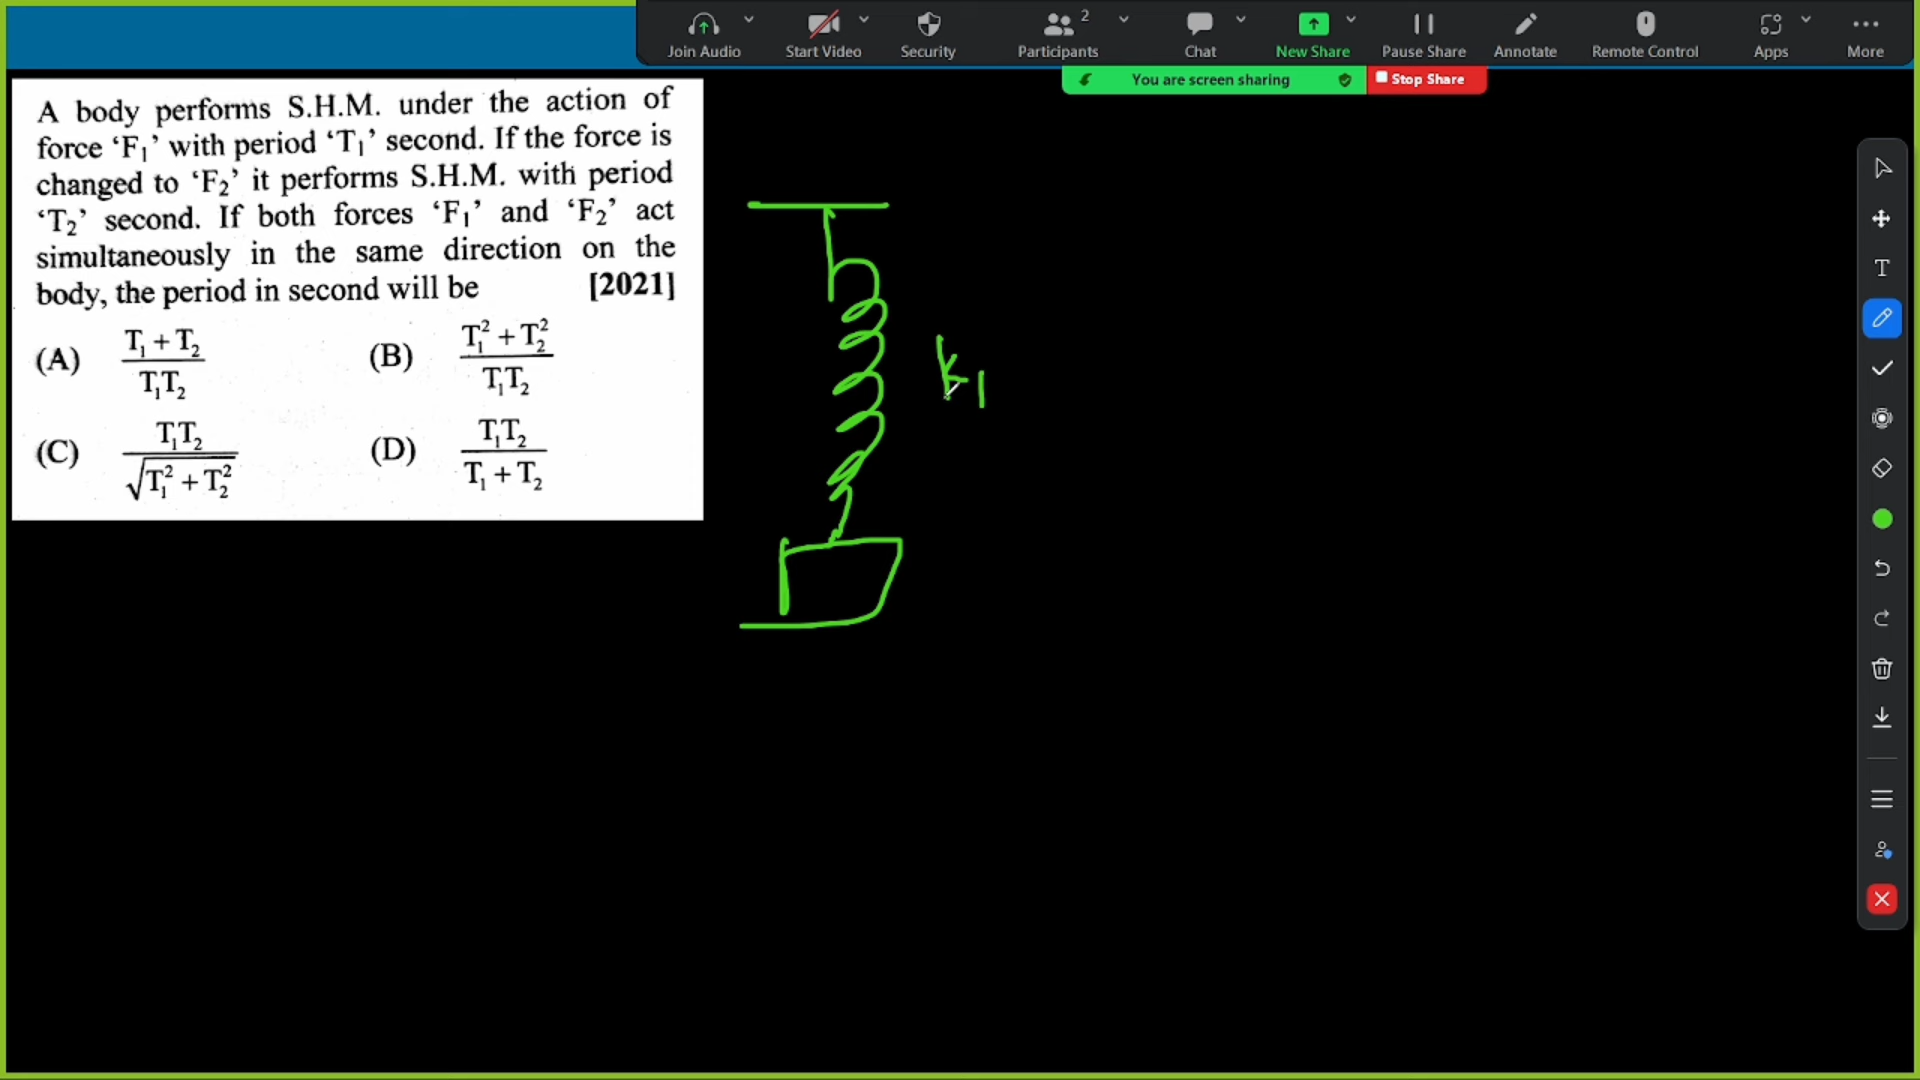 Join Audio
Start Video
Security
Participants
2
Chat
New Share
Pause Share
Annotate
Remote Control
Apps
More
You are screen sharing
Stop Share
A body performs S.H.M. under the action of
force ‘F₁’ with period ‘T₁’ second. If the force is
changed to ‘F₂’ it performs S.H.M. with period
‘T₂’ second. If both forces ‘F₁’ and ‘F₂’ act
simultaneously in the same direction on the
body, the period in second will be [2021]
(A) (T₁ + T₂)/(T₁T₂) (B) (T₁² + T₂²)/(T₁T₂)
(C) T₁T₂/√(T₁² + T₂²) (D) T₁T₂/(T₁ + T₂)
k₁
T